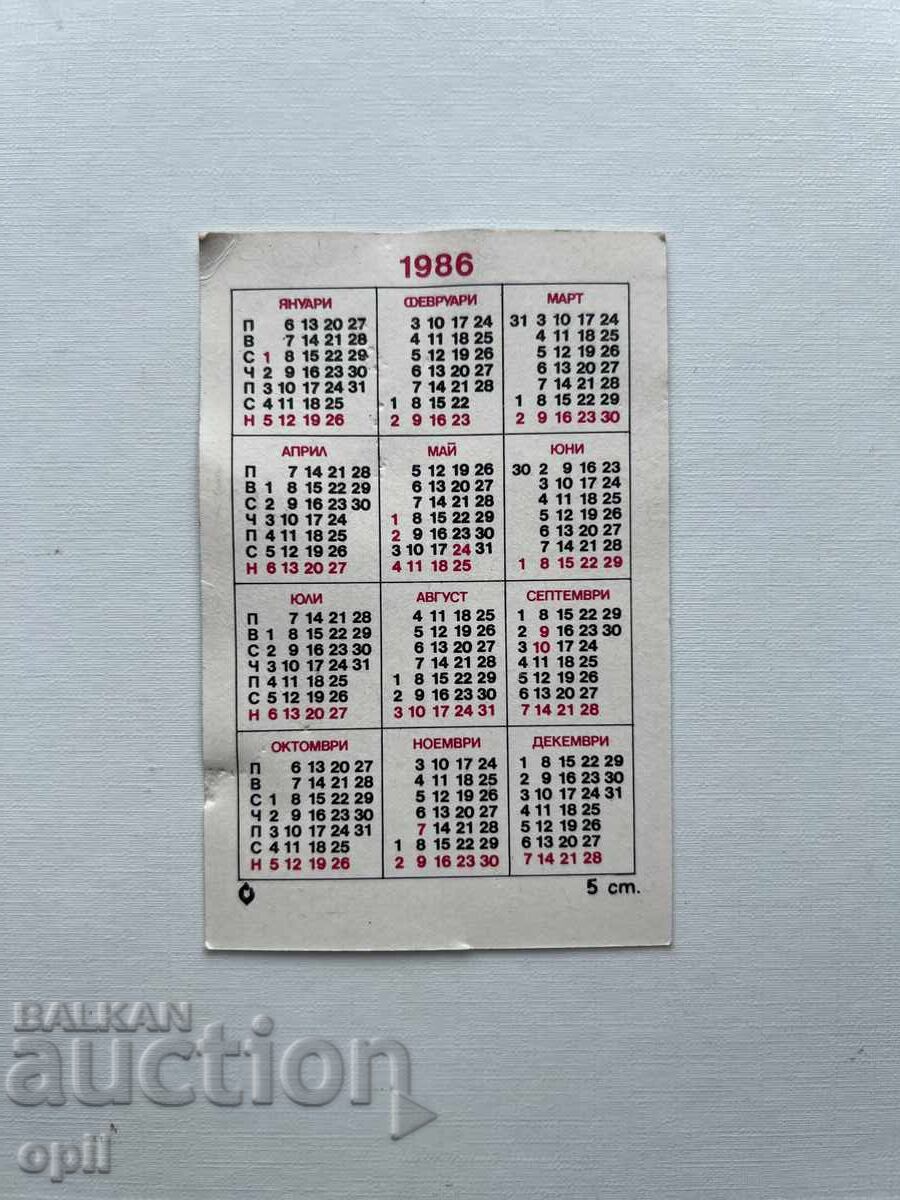 1986
ЯНУАРИ
П 6 13 20 27
В 7 14 21 28
С 1 8 15 22 29
Ч 2 9 16 23 30
П 3 10 17 24 31
С 4 11 18 25
Н 5 12 19 26
ФЕВРУАРИ
3 10 17 24
4 11 18 25
5 12 19 26
6 13 20 27
7 14 21 28
1 8 15 22
2 9 16 23
МАРТ
31 3 10 17 24
4 11 18 25
5 12 19 26
6 13 20 27
7 14 21 28
1 8 15 22 29
2 9 16 23 30
АПРИЛ
П 7 14 21 28
В 1 8 15 22 29
С 2 9 16 23 30
Ч 3 10 17 24
П 4 11 18 25
С 5 12 19 26
Н 6 13 20 27
МАЙ
5 12 19 26
6 13 20 27
7 14 21 28
1 8 15 22 29
2 9 16 23 30
3 10 17 24 31
4 11 18 25
ЮНИ
30 2 9 16 23
3 10 17 24
4 11 18 25
5 12 19 26
6 13 20 27
7 14 21 28
1 8 15 22 29
ЮЛИ
П 7 14 21 28
В 1 8 15 22 29
С 2 9 16 23 30
Ч 3 10 17 24 31
П 4 11 18 25
С 5 12 19 26
Н 6 13 20 27
АВГУСТ
4 11 18 25
5 12 19 26
6 13 20 27
7 14 21 28
1 8 15 22 29
2 9 16 23 30
3 10 17 24 31
СЕПТЕМВРИ
1 8 15 22 29
2 9 16 23 30
3 10 17 24
4 11 18 25
5 12 19 26
6 13 20 27
7 14 21 28
ОКТОМВРИ
П 6 13 20 27
В 7 14 21 28
С 1 8 15 22 29
Ч 2 9 16 23 30
П 3 10 17 24 31
С 4 11 18 25
Н 5 12 19 26
НОЕМВРИ
3 10 17 24
4 11 18 25
5 12 19 26
6 13 20 27
7 14 21 28
1 8 15 22 29
2 9 16 23 30
ДЕКЕМВРИ
1 8 15 22 29
2 9 16 23 30
3 10 17 24 31
4 11 18 25
5 12 19 26
6 13 20 27
7 14 21 28
5 ст.
BALKAN
auction
opil